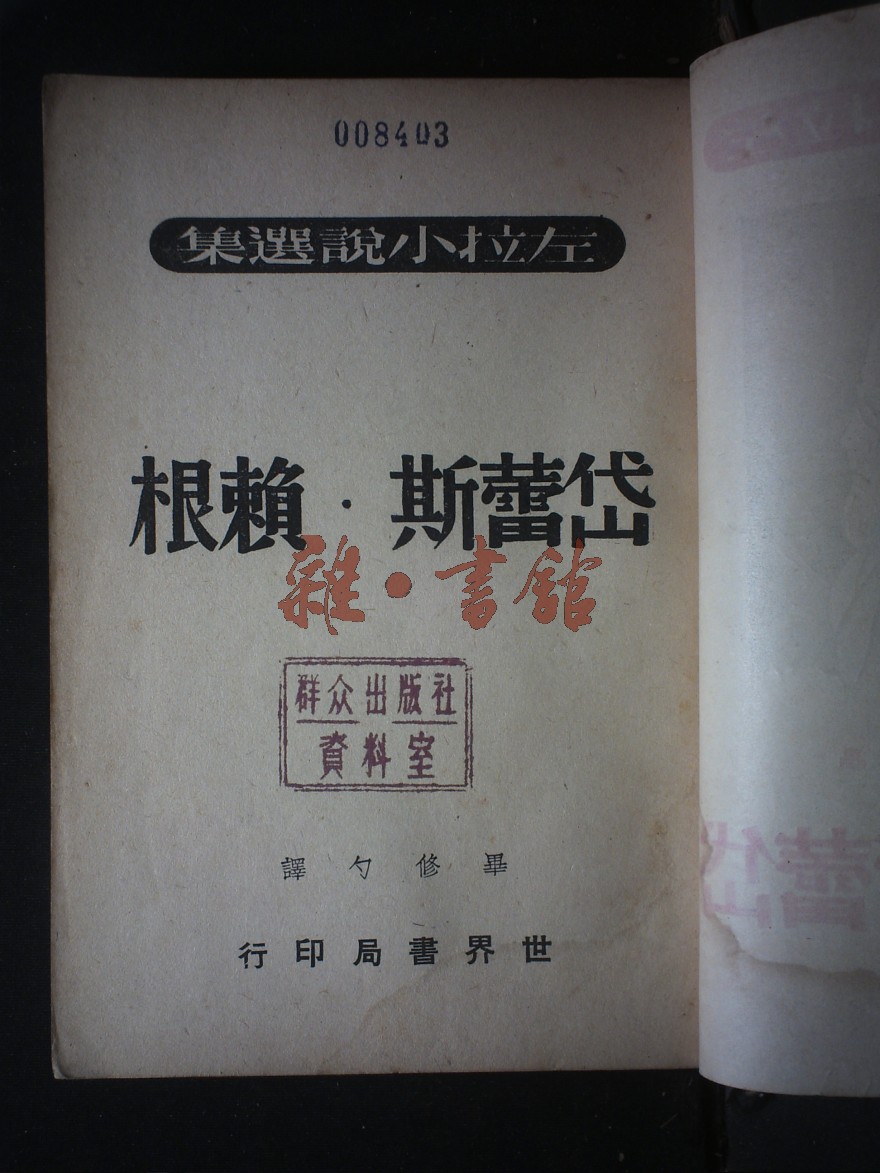 008403
左拉小說選集
岱蕾斯·賴根
雜·書館
群众出版社
資料室
畢修勺譯
世界書局印行